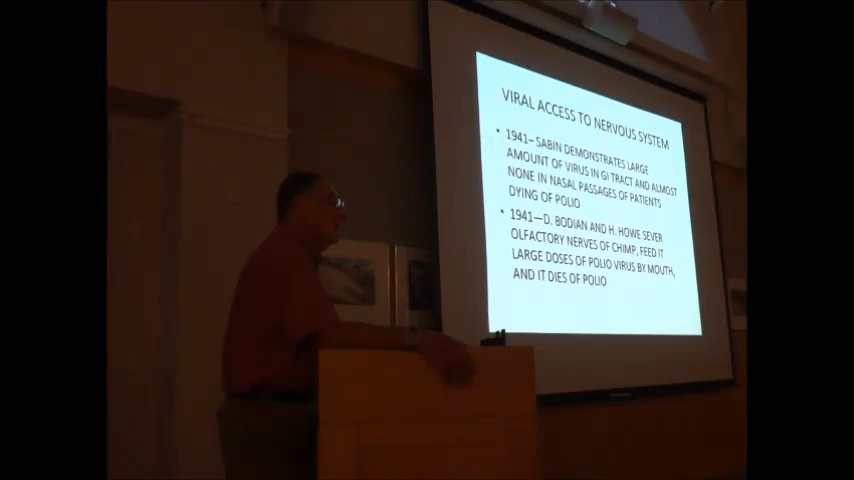 VIRAL ACCESS TO NERVOUS SYSTEM
• 1941– SABIN DEMONSTRATES LARGE
AMOUNT OF VIRUS IN GI TRACT AND ALMOST
NONE IN NASAL PASSAGES OF PATIENTS
DYING OF POLIO
• 1941—D. BODIAN AND H. HOWE SEVER
OLFACTORY NERVES OF CHIMP, FEED IT
LARGE DOSES OF POLIO VIRUS BY MOUTH,
AND IT DIES OF POLIO